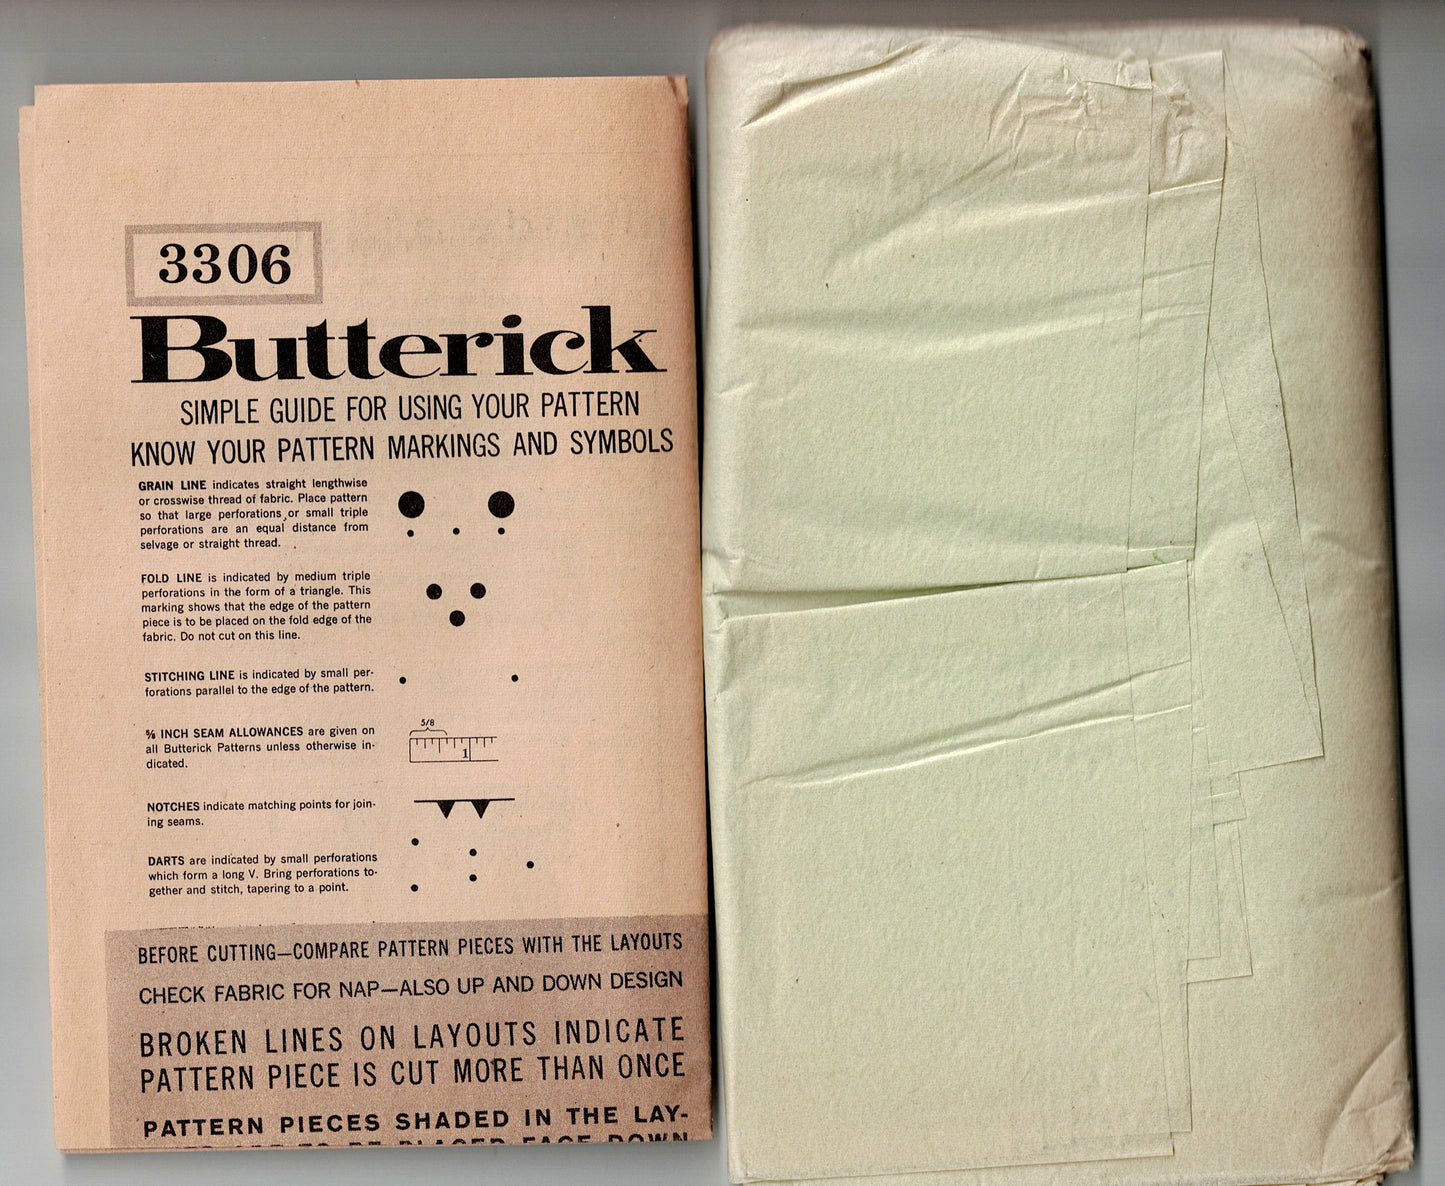 3306
Butterick
SIMPLE GUIDE FOR USING YOUR PATTERN
KNOW YOUR PATTERN MARKINGS AND SYMBOLS
GRAIN LINE indicates straight lengthwise
or crosswise thread of fabric. Place pattern
so that large perforations or small triple
perforations are an equal distance from
selvage or straight thread.
FOLD LINE is indicated by medium triple
perforations in the form of a triangle. This
marking shows that the edge of the pattern
piece is to be placed on the fold edge of the
fabric. Do not cut on this line.
STITCHING LINE is indicated by small per-
forations parallel to the edge of the pattern.
⅝ INCH SEAM ALLOWANCES are given on
all Butterick Patterns unless otherwise in-
dicated.
5/8
1
NOTCHES indicate matching points for join-
ing seams.
DARTS are indicated by small perforations
which form a long V. Bring perforations to-
gether and stitch, tapering to a point.
BEFORE CUTTING—COMPARE PATTERN PIECES WITH THE LAYOUTS
CHECK FABRIC FOR NAP—ALSO UP AND DOWN DESIGN
BROKEN LINES ON LAYOUTS INDICATE
PATTERN PIECE IS CUT MORE THAN ONCE
PATTERN PIECES SHADED IN THE LAY-
TO BE PLACED FACE DOWN